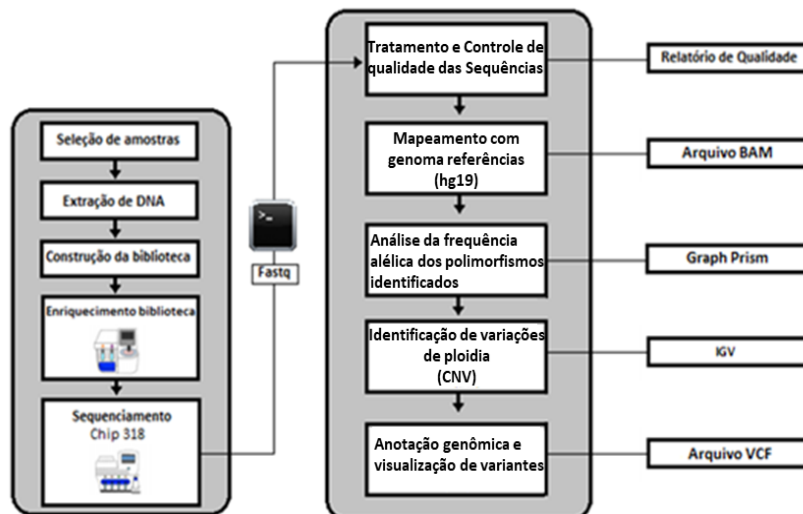 Seleção de amostras
Extração de DNA
Construção da biblioteca
Enriquecimento biblioteca
Sequenciamento
Chip 318
>_
Fastq
Tratamento e Controle de
qualidade das Sequências
Mapeamento com
genoma referências
(hg19)
Análise da frequência
alélica dos polimorfismos
identificados
Identificação de variações
de ploidia
(CNV)
Anotação genômica e
visualização de variantes
Relatório de Qualidade
Arquivo BAM
Graph Prism
IGV
Arquivo VCF